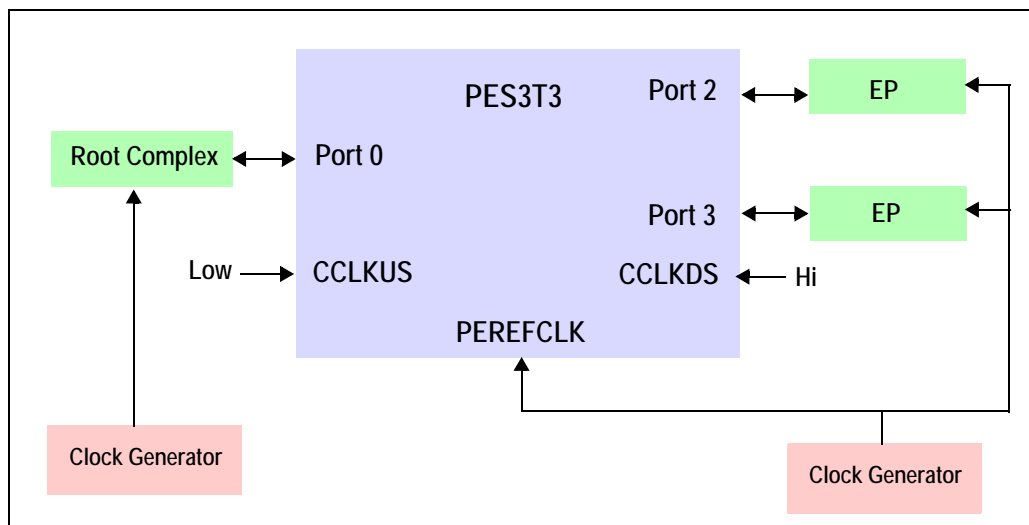 PES3T3
Port 2
EP
Root Complex
Port 0
Port 3
EP
Low
CCLKUS
CCLKDS
Hi
PEREFCLK
Clock Generator
Clock Generator